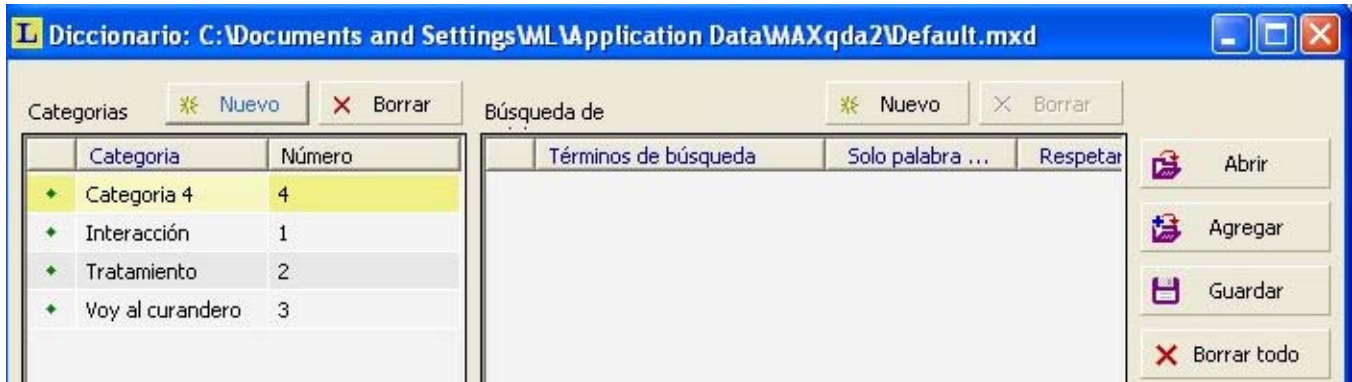 L Diccionario: C:\Documents and Settings\ML\Application Data\MAXqda2\Default.mxd
Categorias Nuevo Borrar Búsqueda de Nuevo Borrar
Categoria Número Términos de búsqueda Solo palabra ... Respetar
Categoria 4 4
Interacción 1
Tratamiento 2
Voy al curandero 3
Abrir
Agregar
Guardar
Borrar todo